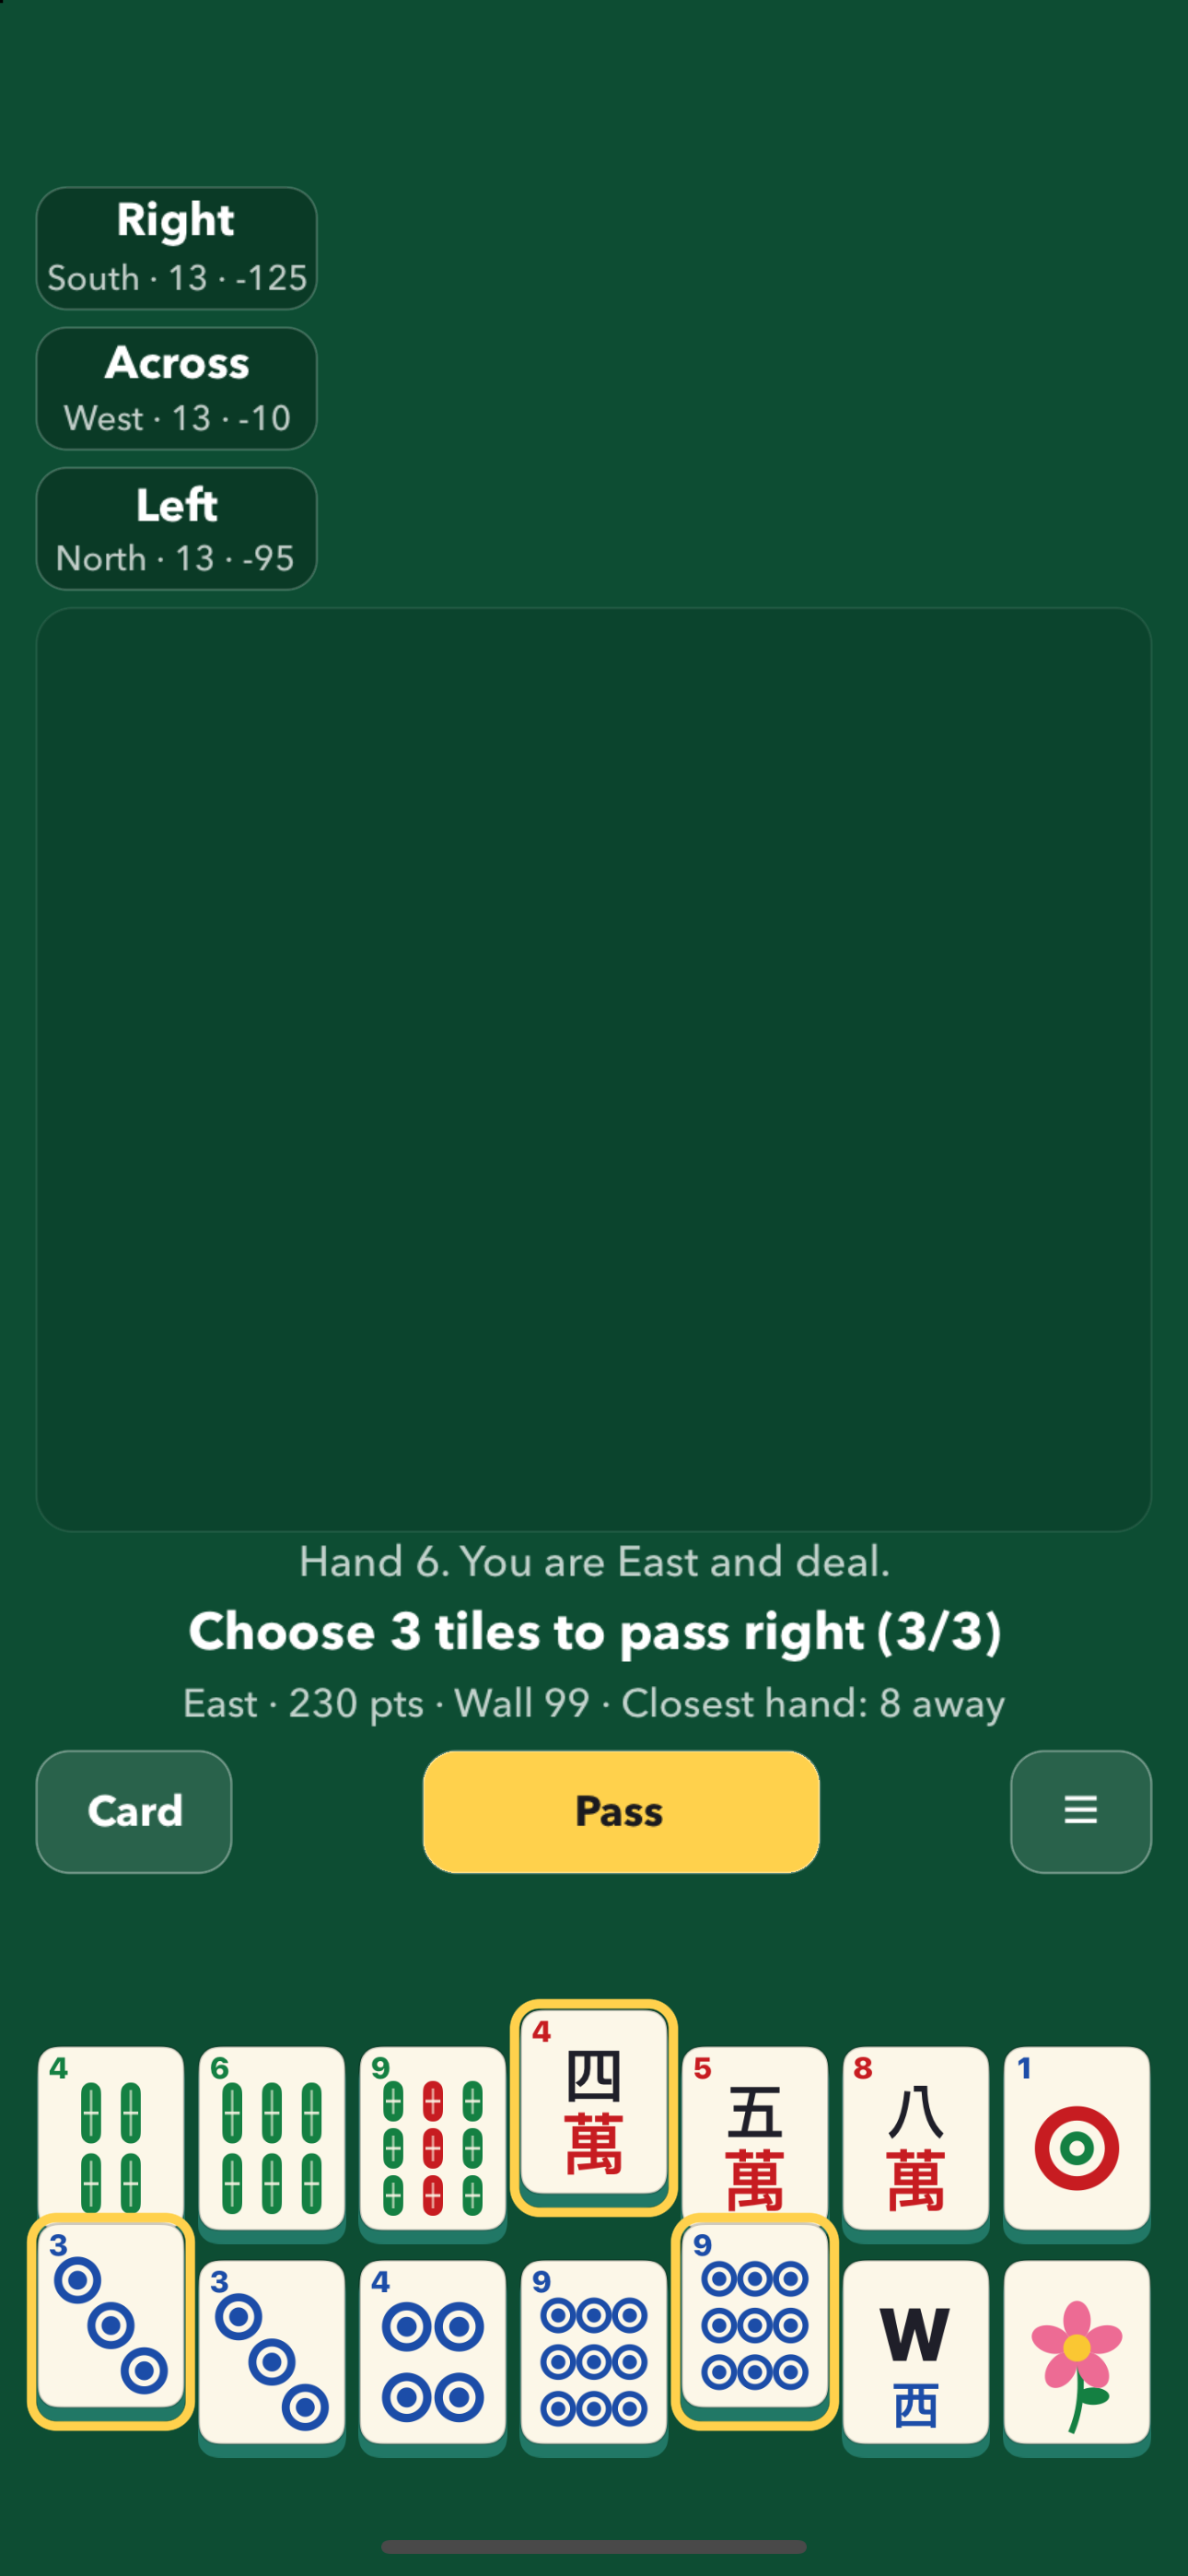 Right
South · 13 · -125
Across
West · 13 · -10
Left
North · 13 · -95
Hand 6. You are East and deal.
Choose 3 tiles to pass right (3/3)
East · 230 pts · Wall 99 · Closest hand: 8 away
Card
Pass
4
6
9
4
四
萬
5
五
萬
8
八
萬
1
3
3
4
9
9
W
西